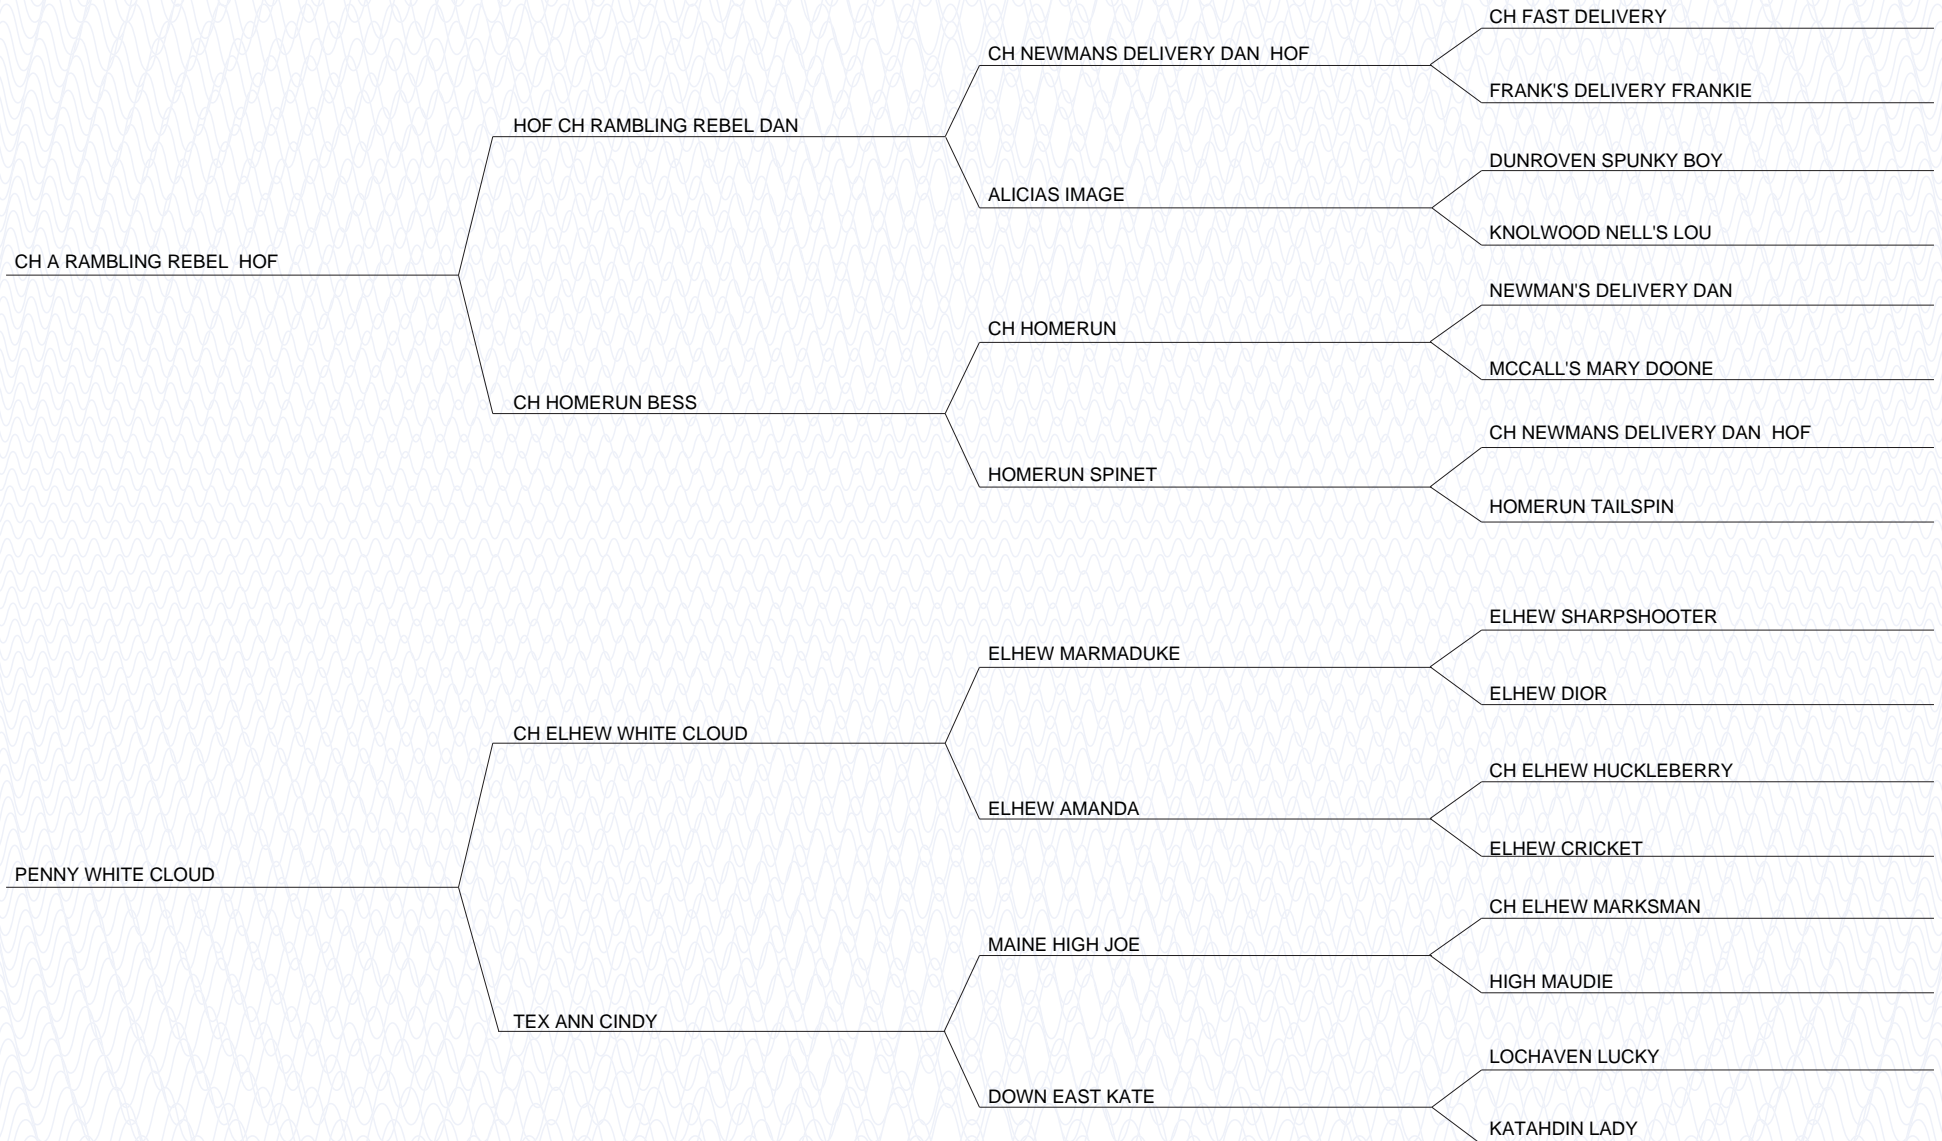 CH FAST DELIVERY
CH NEWMANS DELIVERY DAN  HOF
FRANK'S DELIVERY FRANKIE
HOF CH RAMBLING REBEL DAN
DUNROVEN SPUNKY BOY
ALICIAS IMAGE
KNOLWOOD NELL'S LOU
CH A RAMBLING REBEL  HOF
NEWMAN'S DELIVERY DAN
CH HOMERUN
MCCALL'S MARY DOONE
CH HOMERUN BESS
CH NEWMANS DELIVERY DAN  HOF
HOMERUN SPINET
HOMERUN TAILSPIN
ELHEW SHARPSHOOTER
ELHEW MARMADUKE
ELHEW DIOR
CH ELHEW WHITE CLOUD
CH ELHEW HUCKLEBERRY
ELHEW AMANDA
ELHEW CRICKET
PENNY WHITE CLOUD
CH ELHEW MARKSMAN
MAINE HIGH JOE
HIGH MAUDIE
TEX ANN CINDY
LOCHAVEN LUCKY
DOWN EAST KATE
KATAHDIN LADY